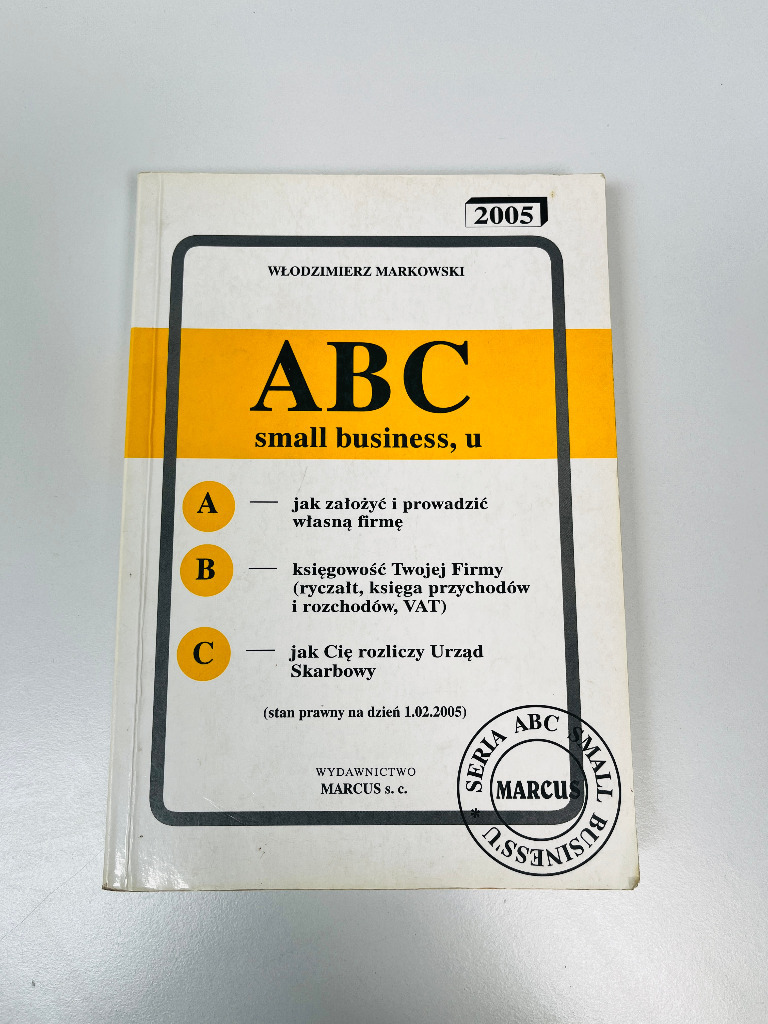 2005
WŁODZIMIERZ MARKOWSKI
ABC
small business, u
A — jak założyć i prowadzić
własną firmę
B — księgowość Twojej Firmy
(ryczałt, księga przychodów
i rozchodów, VAT)
C — jak Cię rozliczy Urząd
Skarbowy
(stan prawny na dzień 1.02.2005)
WYDAWNICTWO
MARCUS s. c.
* SERIA ABC SMALL BUSINESS'U
MARCUS